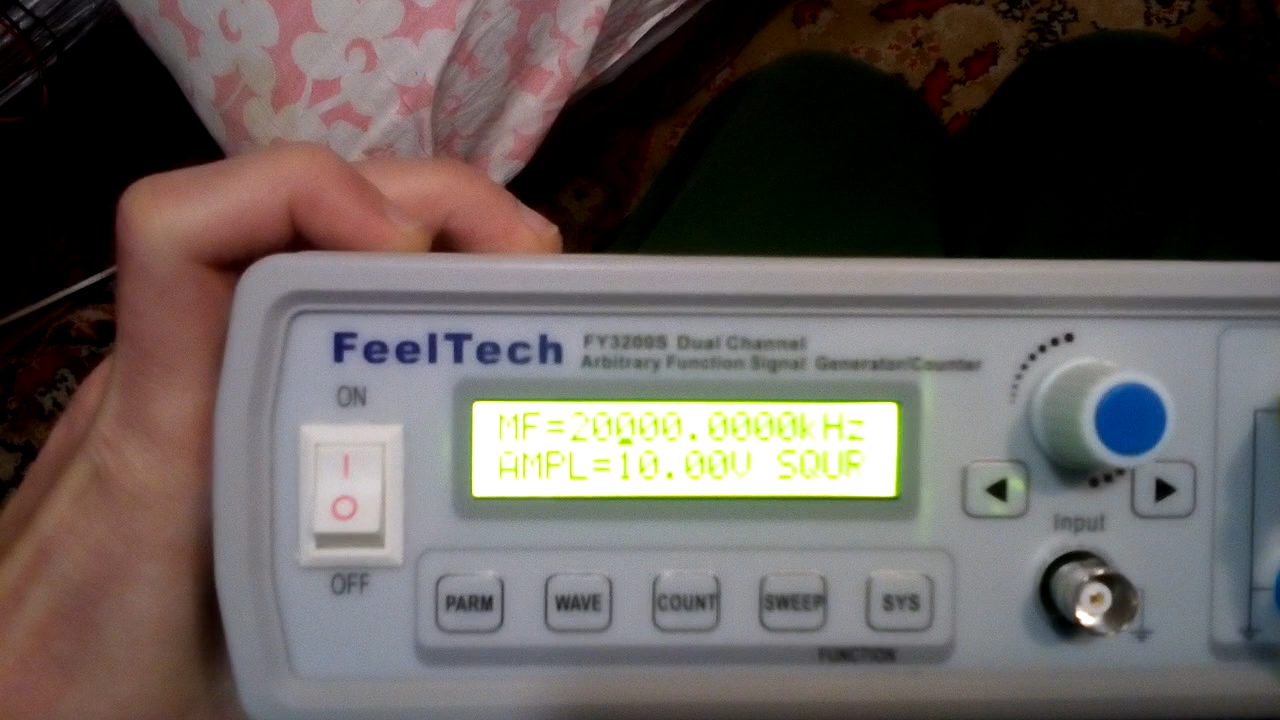 FeelTech
FY3200S Dual Channel
Arbitrary Function Signal Generator/Counter
ON
I
O
OFF
MF=20000.0000kHz
AMPL=10.00V SQUR
PARM
WAVE
COUNT
SWEEP
SYS
FUNCTION
Input